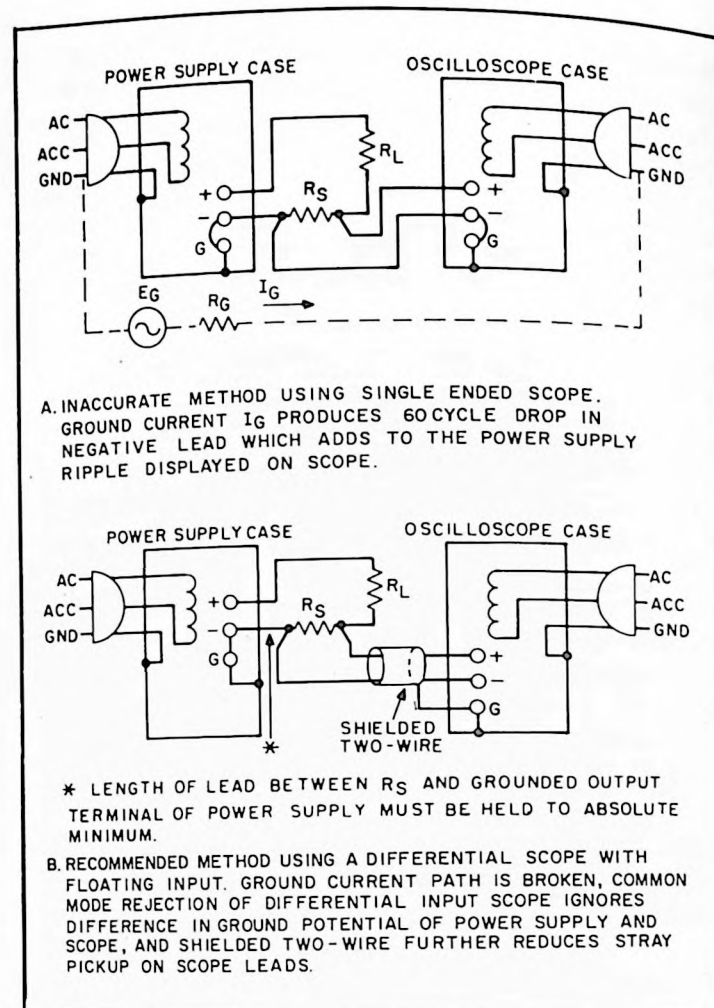 POWER SUPPLY CASE
OSCILLOSCOPE CASE
AC
ACC
GND
+
-
G
RS
RL
+
-
G
AC
ACC
GND
EG
RG
IG
A. INACCURATE METHOD USING SINGLE ENDED SCOPE.
GROUND CURRENT IG PRODUCES 60 CYCLE DROP IN
NEGATIVE LEAD WHICH ADDS TO THE POWER SUPPLY
RIPPLE DISPLAYED ON SCOPE.
POWER SUPPLY CASE
OSCILLOSCOPE CASE
AC
ACC
GND
+
-
G
RS
RL
+
-
G
AC
ACC
GND
*
SHIELDED
TWO-WIRE
* LENGTH OF LEAD BETWEEN RS AND GROUNDED OUTPUT
TERMINAL OF POWER SUPPLY MUST BE HELD TO ABSOLUTE
MINIMUM.
B. RECOMMENDED METHOD USING A DIFFERENTIAL SCOPE WITH
FLOATING INPUT. GROUND CURRENT PATH IS BROKEN, COMMON
MODE REJECTION OF DIFFERENTIAL INPUT SCOPE IGNORES
DIFFERENCE IN GROUND POTENTIAL OF POWER SUPPLY AND
SCOPE, AND SHIELDED TWO-WIRE FURTHER REDUCES STRAY
PICKUP ON SCOPE LEADS.